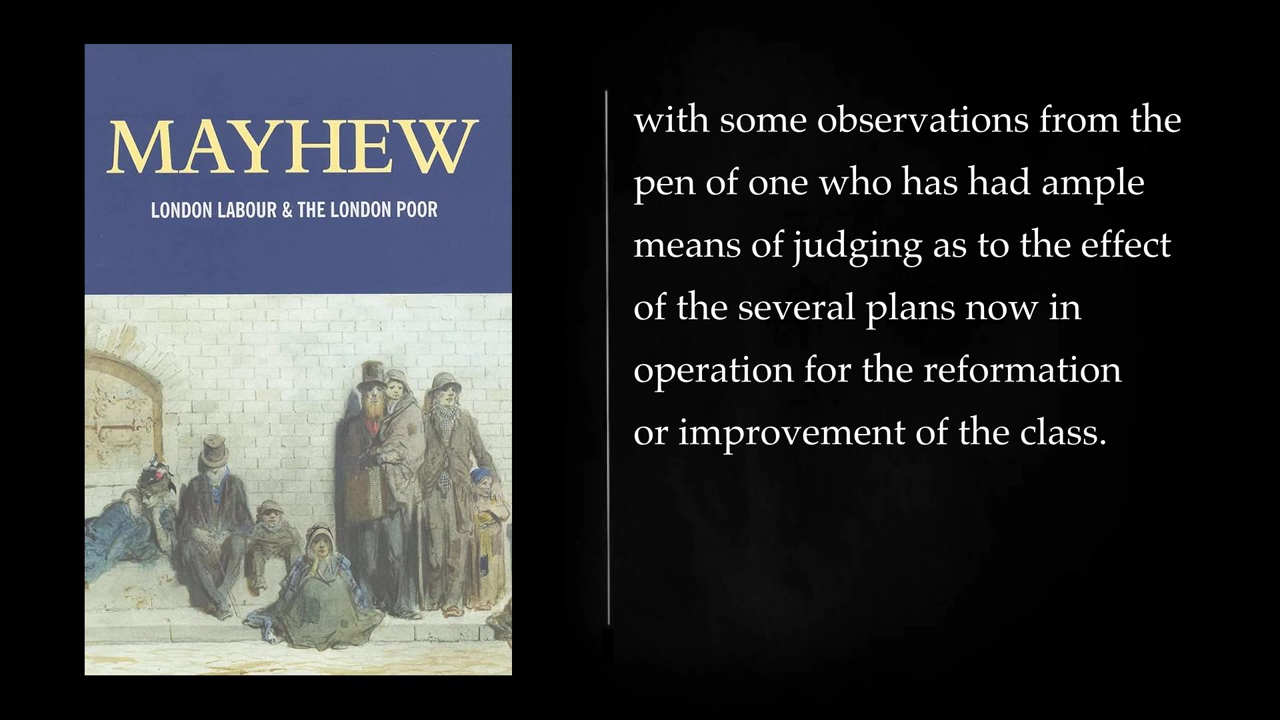 MAYHEW
LONDON LABOUR & THE LONDON POOR
with some observations from the
pen of one who has had ample
means of judging as to the effect
of the several plans now in
operation for the reformation
or improvement of the class.